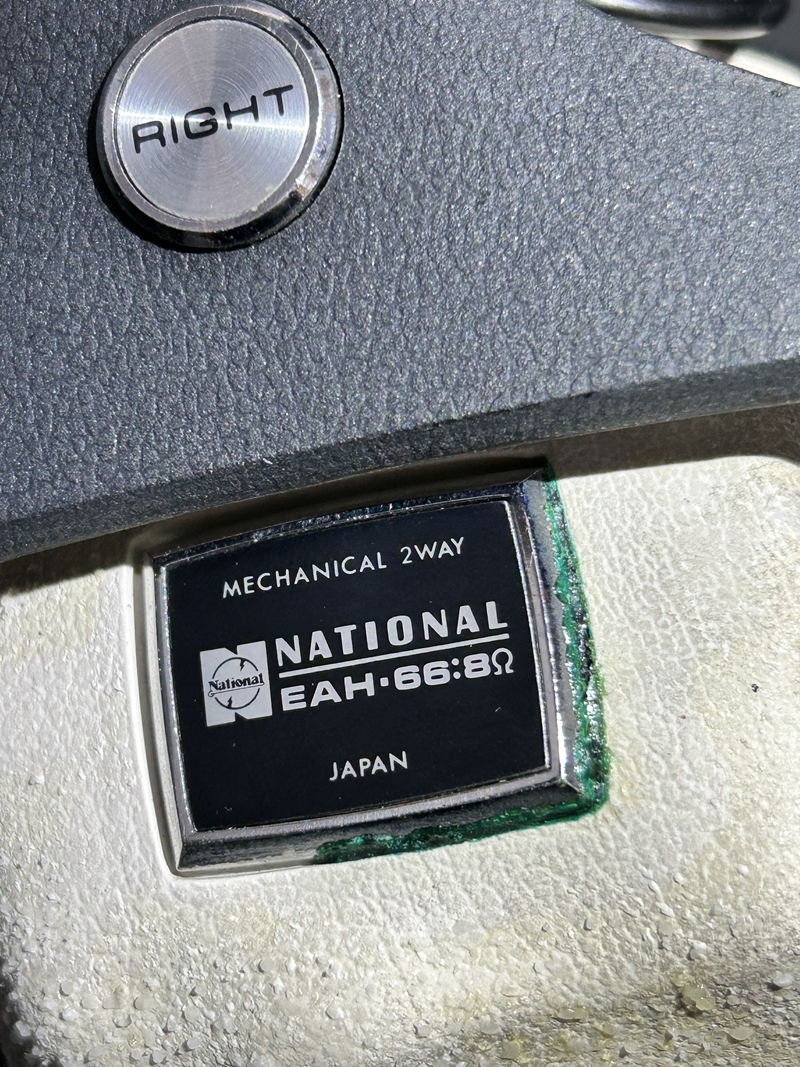 RIGHT
MECHANICAL 2WAY
National
NATIONAL
EAH·66:8Ω
JAPAN